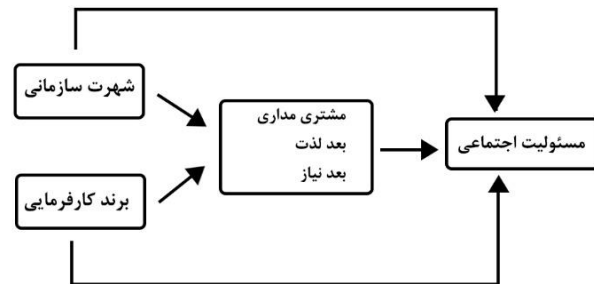 شهرت سازمانی
مشتری مداری
بعد لذت
بعد نیاز
مسئولیت اجتماعی
برند کارفرمایی